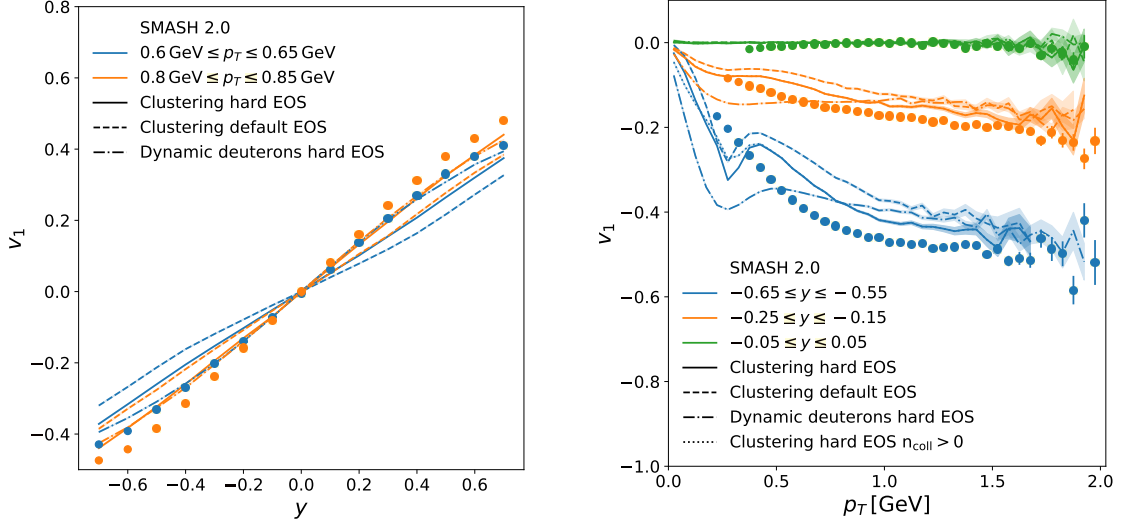 0.8
0.6
0.4
0.2
0.0
−0.2
−0.4
v₁
−0.6
−0.4
−0.2
0.0
0.2
0.4
0.6
y
SMASH 2.0
0.6 GeV ≤ p_T ≤ 0.65 GeV
0.8 GeV ≤ p_T ≤ 0.85 GeV
Clustering hard EOS
Clustering default EOS
Dynamic deuterons hard EOS
0.0
−0.2
−0.4
−0.6
−0.8
−1.0
v₁
0.0
0.5
1.0
1.5
2.0
p_T [GeV]
SMASH 2.0
−0.65 ≤ y ≤ −0.55
−0.25 ≤ y ≤ −0.15
−0.05 ≤ y ≤ 0.05
Clustering hard EOS
Clustering default EOS
Dynamic deuterons hard EOS
Clustering hard EOS n_coll > 0